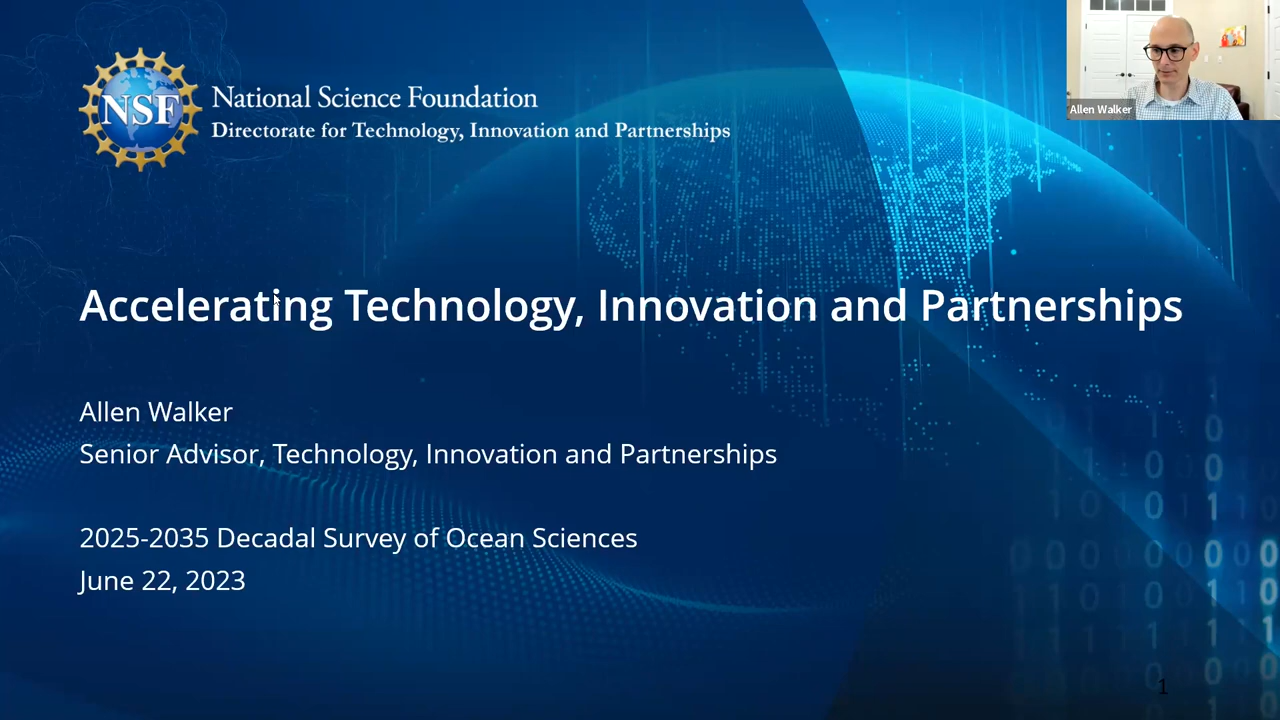 NSF
National Science Foundation
Directorate for Technology, Innovation and Partnerships
Allen Walker
Accelerating Technology, Innovation and Partnerships
Allen Walker
Senior Advisor, Technology, Innovation and Partnerships
2025-2035 Decadal Survey of Ocean Sciences
June 22, 2023
1